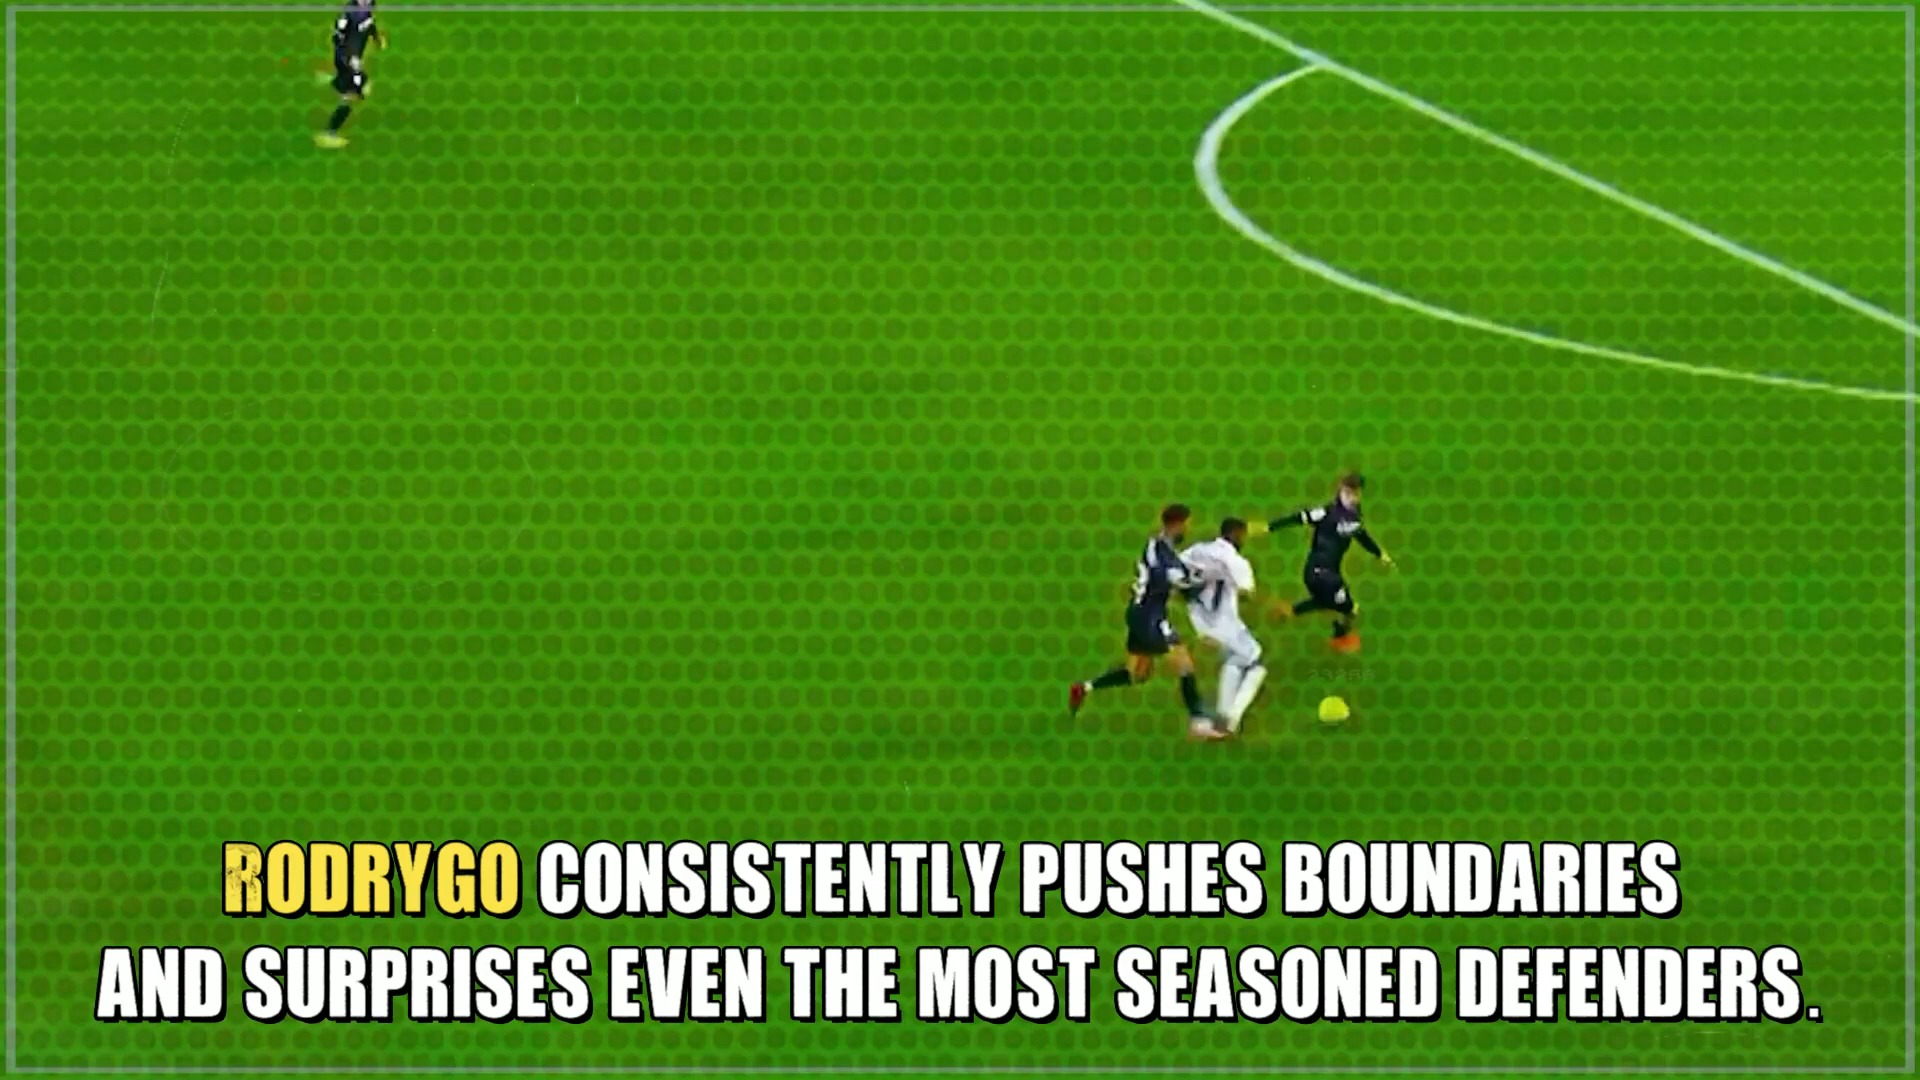 RODRYGO CONSISTENTLY PUSHES BOUNDARIES
AND SURPRISES EVEN THE MOST SEASONED DEFENDERS.